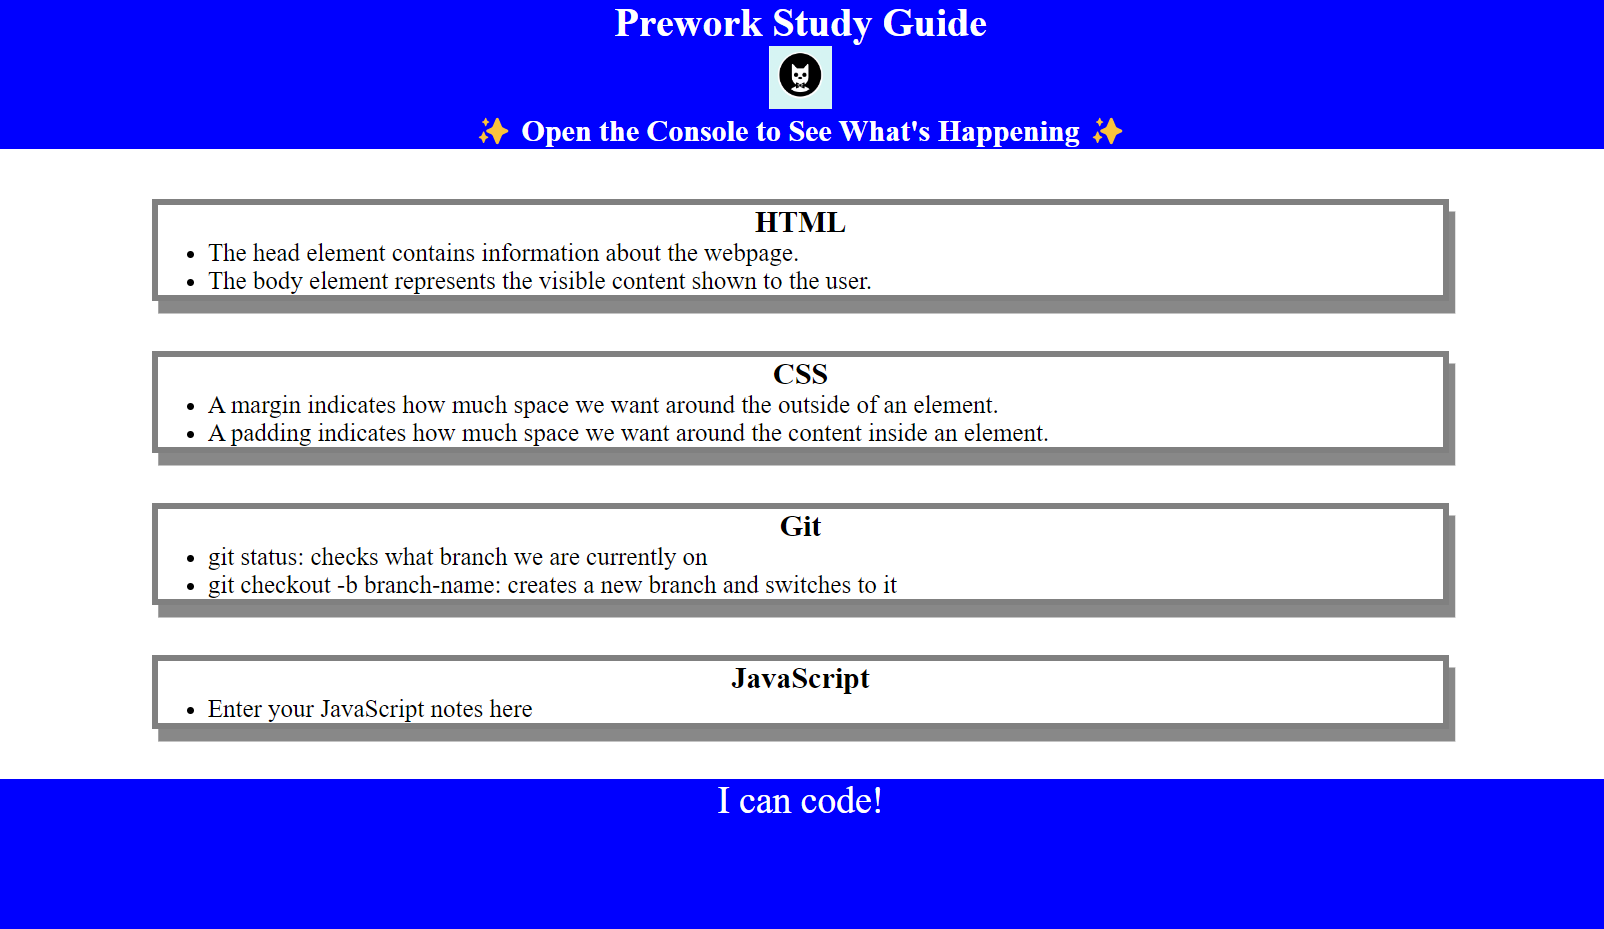 Prework Study Guide
✨ Open the Console to See What's Happening ✨
HTML
• The head element contains information about the webpage.
• The body element represents the visible content shown to the user.
CSS
• A margin indicates how much space we want around the outside of an element.
• A padding indicates how much space we want around the content inside an element.
Git
• git status: checks what branch we are currently on
• git checkout -b branch-name: creates a new branch and switches to it
JavaScript
• Enter your JavaScript notes here
I can code!